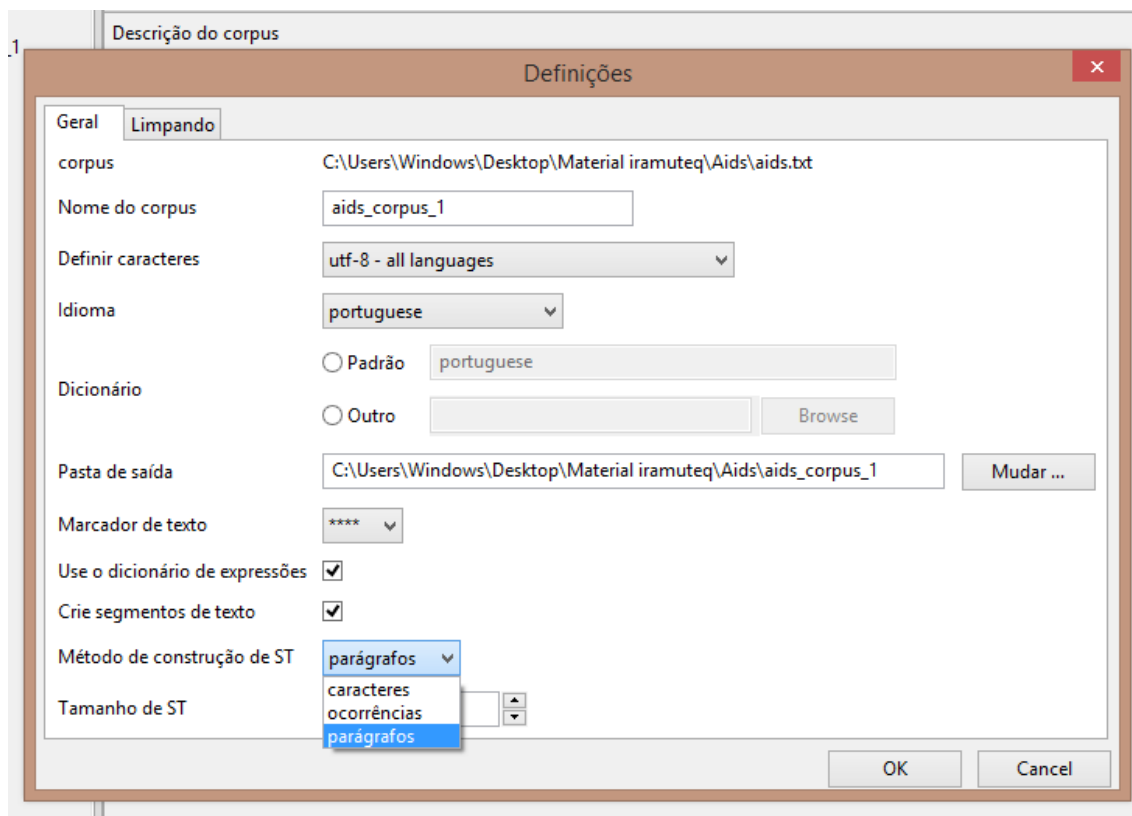 Descrição do corpus
_1
Definições
Geral Limpando
corpus C:\Users\Windows\Desktop\Material iramuteq\Aids\aids.txt
Nome do corpus aids_corpus_1
Definir caracteres utf-8 - all languages
Idioma portuguese
Padrão portuguese
Dicionário
Outro Browse
Pasta de saída C:\Users\Windows\Desktop\Material iramuteq\Aids\aids_corpus_1 Mudar ...
Marcador de texto ****
Use o dicionário de expressões
Crie segmentos de texto
Método de construção de ST parágrafos
caracteres
ocorrências
Tamanho de ST
parágrafos
OK Cancel